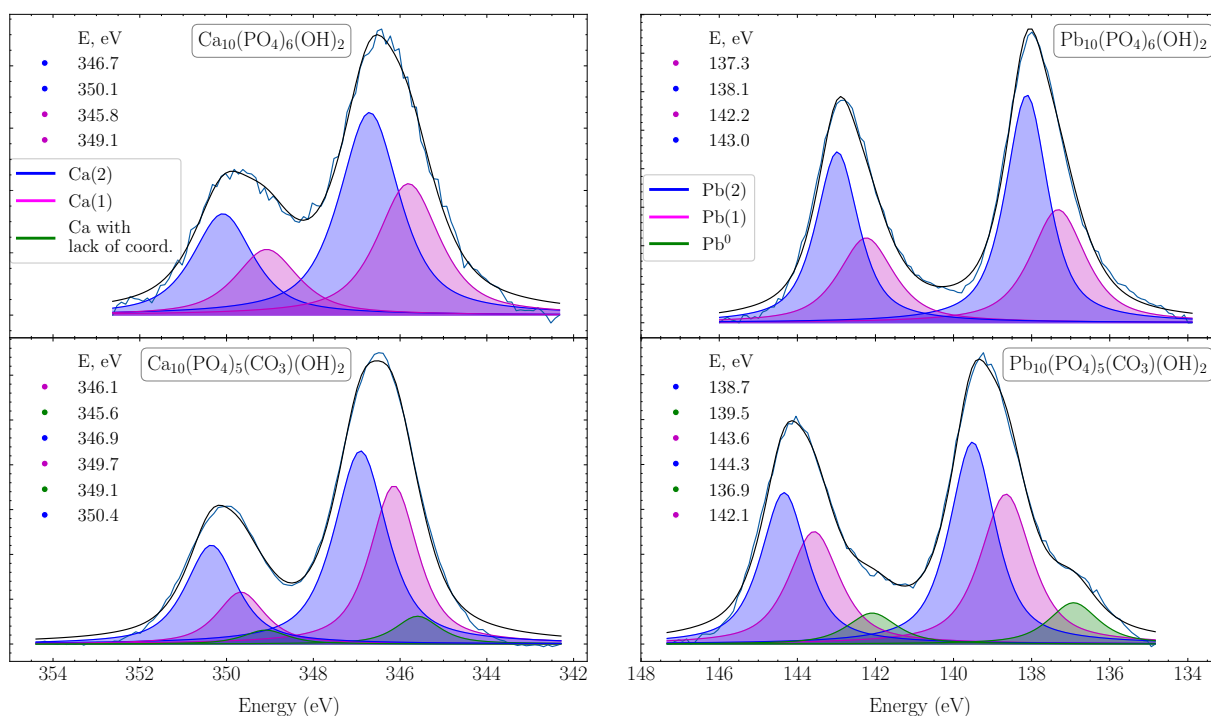 E, eV
346.7
350.1
345.8
349.1
Ca₁₀(PO₄)₆(OH)₂
Ca(2)
Ca(1)
Ca with
lack of coord.
E, eV
137.3
138.1
142.2
143.0
Pb₁₀(PO₄)₆(OH)₂
Pb(2)
Pb(1)
Pb⁰
E, eV
346.1
345.6
346.9
349.7
349.1
350.4
Ca₁₀(PO₄)₅(CO₃)(OH)₂
354 352 350 348 346 344 342
Energy (eV)
E, eV
138.7
139.5
143.6
144.3
136.9
142.1
Pb₁₀(PO₄)₅(CO₃)(OH)₂
148 146 144 142 140 138 136 134
Energy (eV)